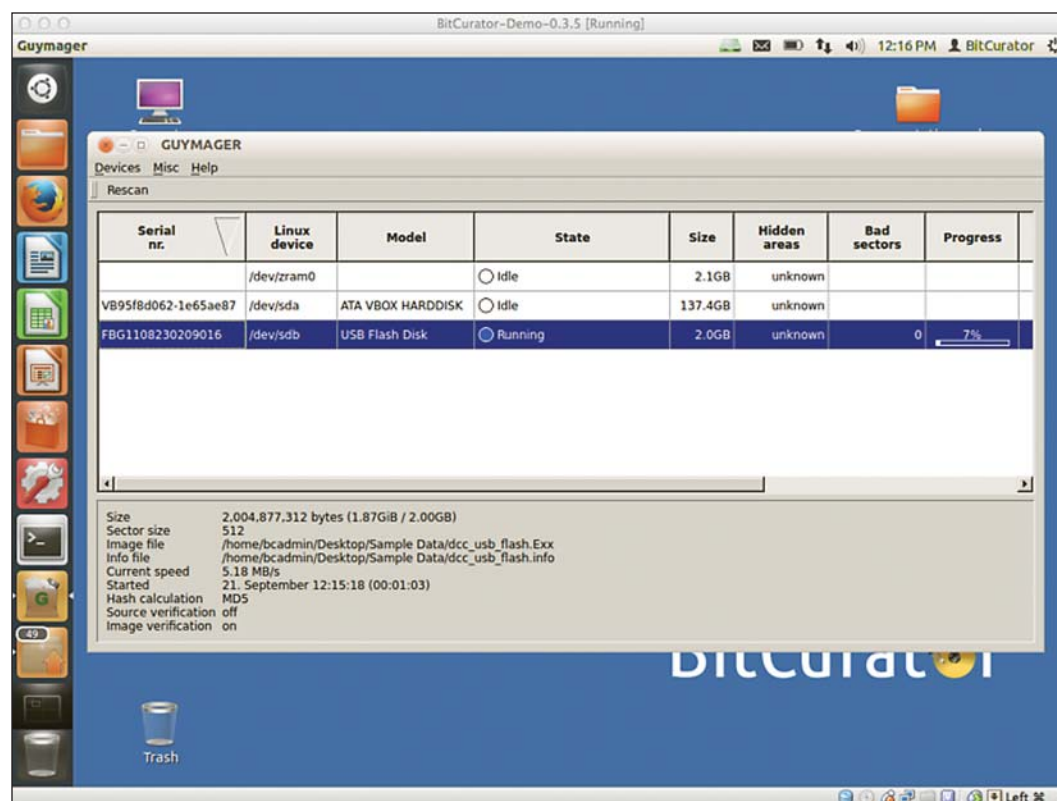 BitCurator-Demo-0.3.5 [Running]
Guymager 12:16 PM BitCurator
GUYMAGER
Devices Misc Help
Rescan
Serial nr. Linux device Model State Size Hidden areas Bad sectors Progress
/dev/zram0 Idle 2.1GB unknown
VB95f8d062-1e65ae87 /dev/sda ATA VBOX HARDDISK Idle 137.4GB unknown
FBG1108230209016 /dev/sdb USB Flash Disk Running 2.0GB unknown 0 7%
Size 2,004,877,312 bytes (1.87GiB / 2.00GB)
Sector size 512
Image file /home/bcadmin/Desktop/Sample Data/dcc_usb_flash.Exx
Info file /home/bcadmin/Desktop/Sample Data/dcc_usb_flash.info
Current speed 5.18 MB/s
Started 21. September 12:15:18 (00:01:03)
Hash calculation MD5
Source verification off
Image verification on
49
BitCurator
Trash
Left ⌘